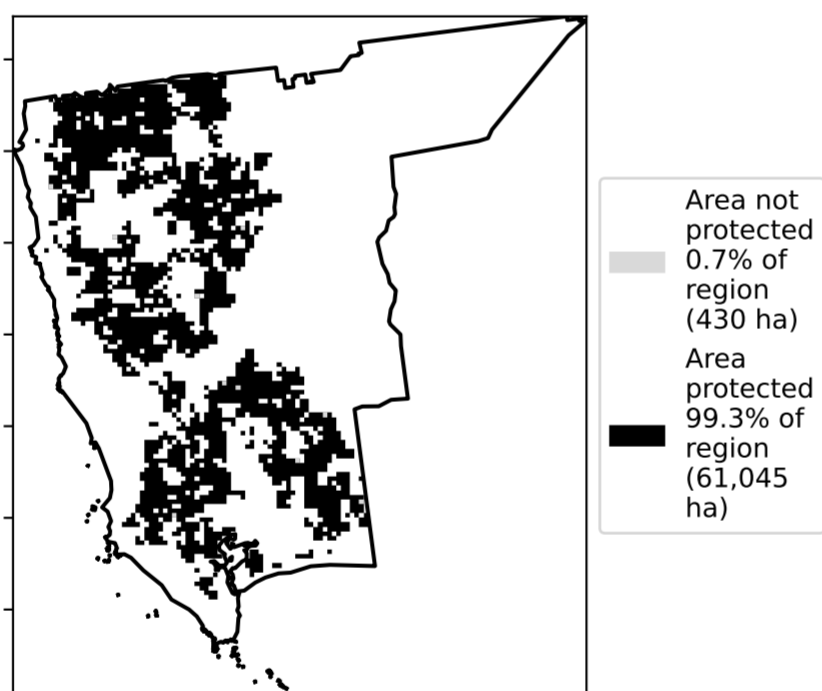 Area not
protected
0.7% of
region
(430 ha)
Area
protected
99.3% of
region
(61,045
ha)